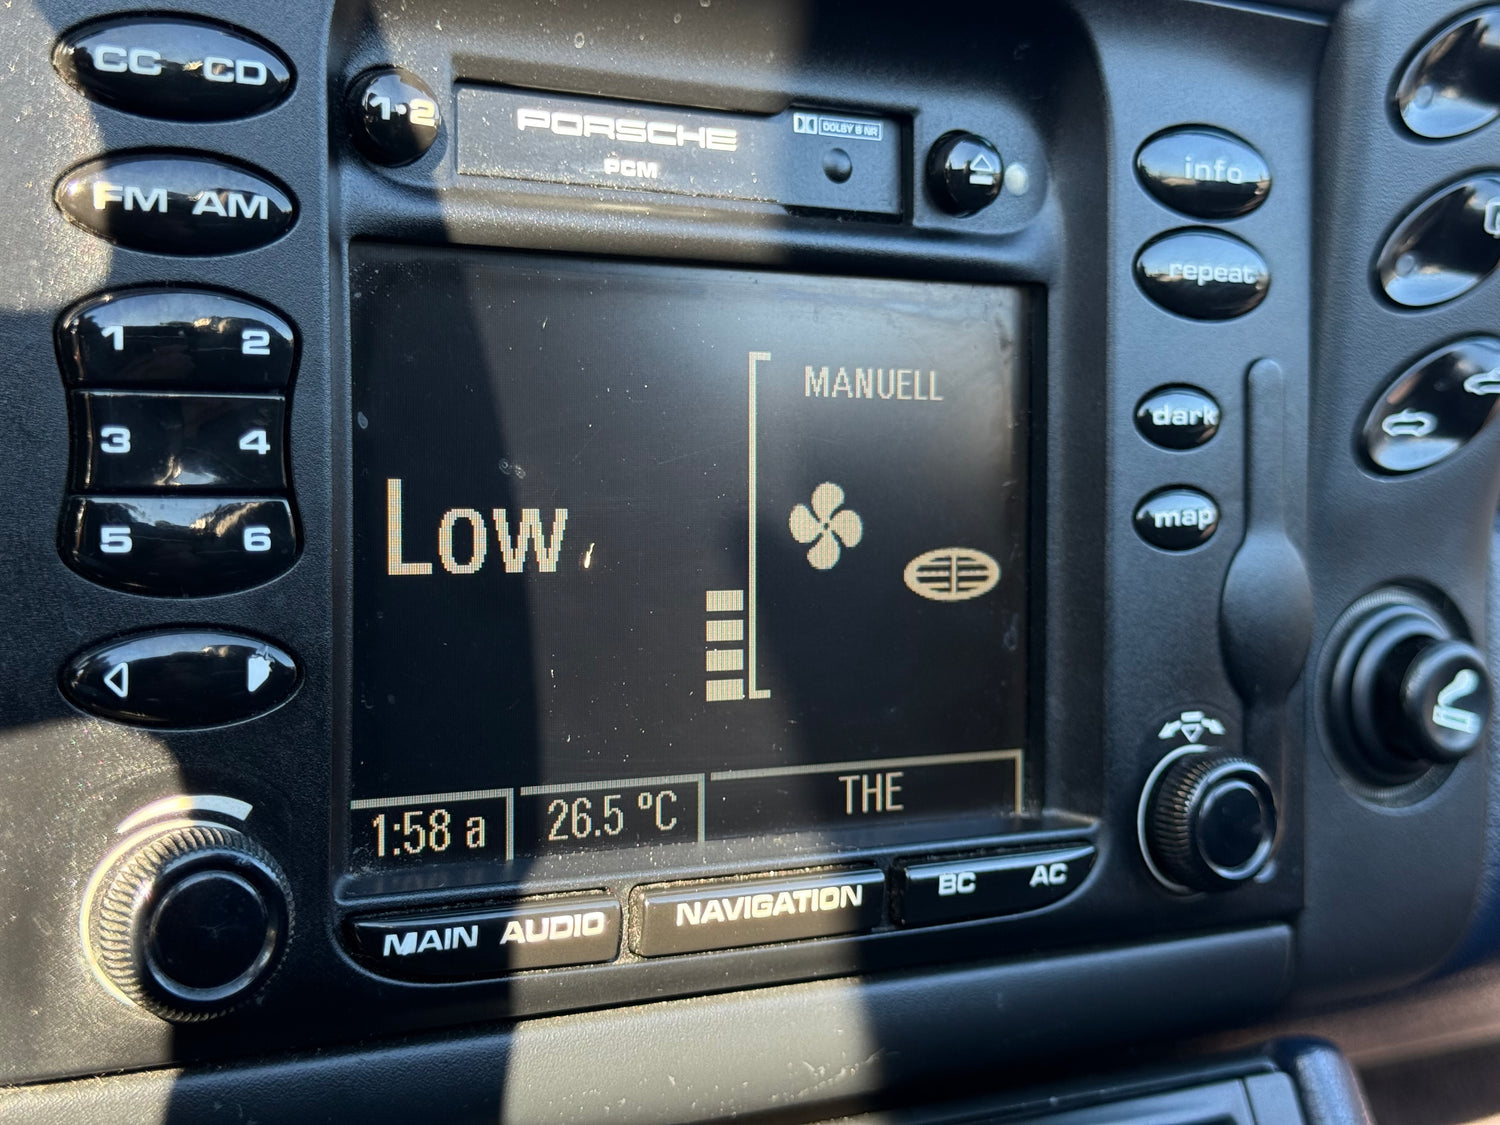 CC CD
1•2
PORSCHE
PCM
DOLBY B NR
FM AM
info
repeat
1 2
3 4
5 6
dark
map
MANUELL
Low
1:58 a
26.5 ºC
THE
MAIN AUDIO
NAVIGATION
BC AC